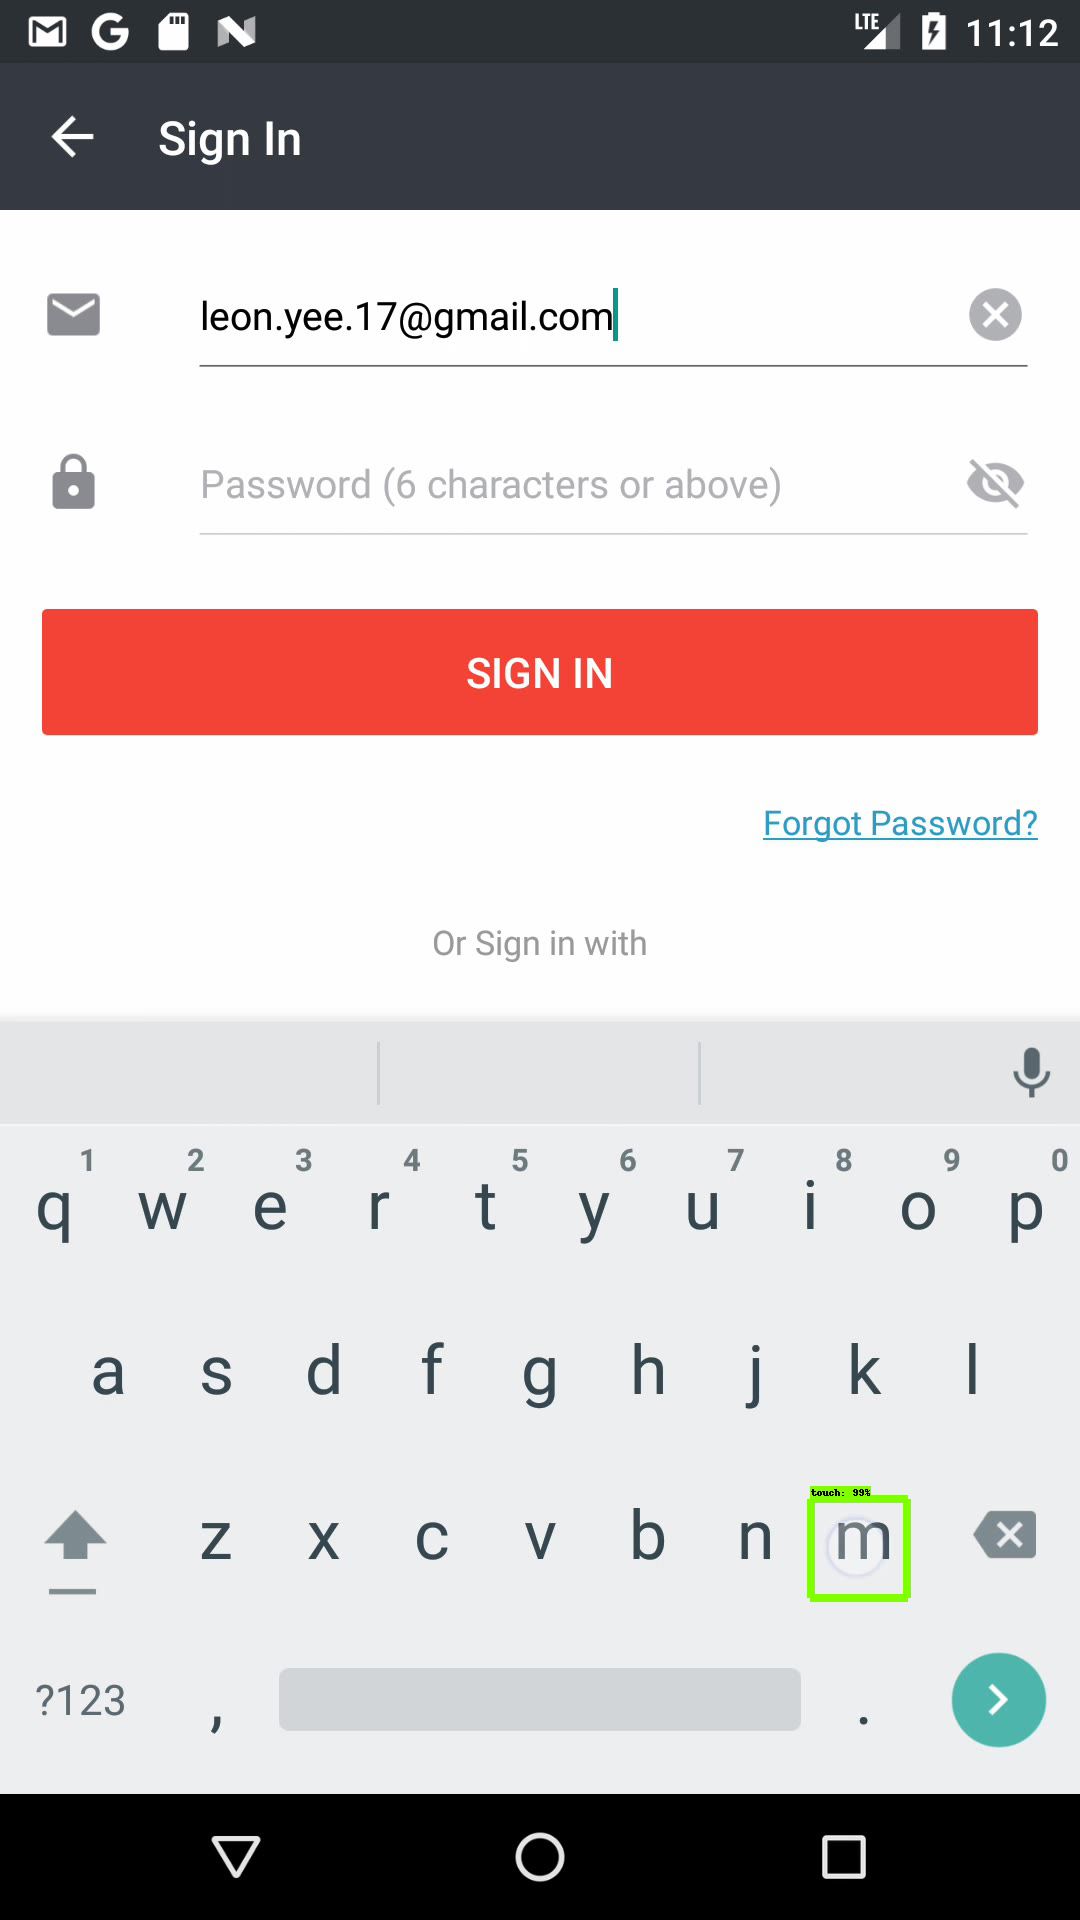 LTE 11:12
Sign In
leon.yee.17@gmail.com
Password (6 characters or above)
SIGN IN
Forgot Password?
Or Sign in with
1 2 3 4 5 6 7 8 9 0
q w e r t y u i o p
a s d f g h j k l
touch: 99%
z x c v b n m
?123 , .